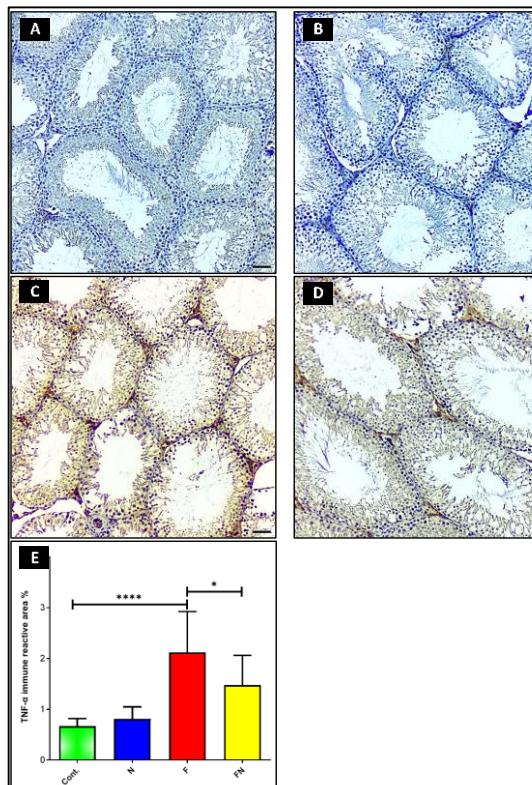 A
B
C
D
E
TNF-α immune reactive area %
3
2
1
0
****
*
Cont.
N
F
FN